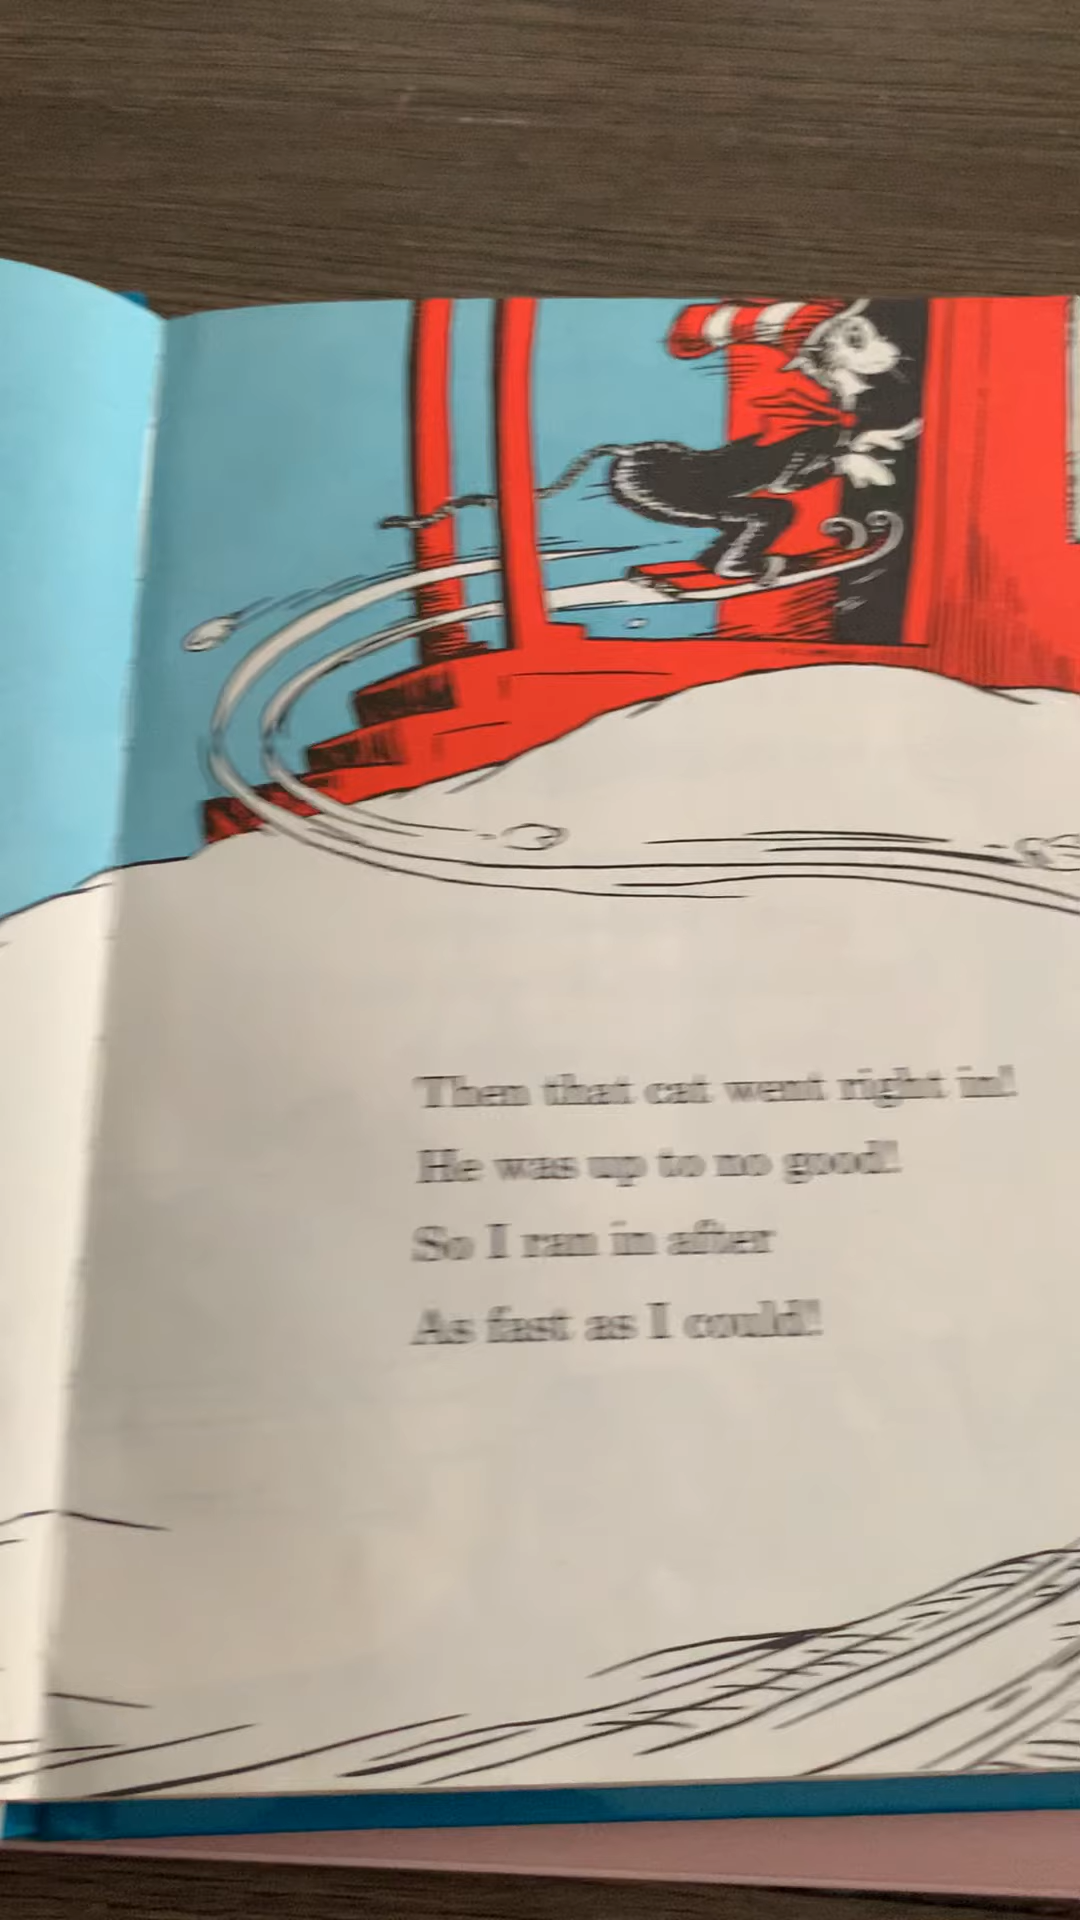 Then that cat went right in!
He was up to no good!
So I ran in after
As fast as I could!